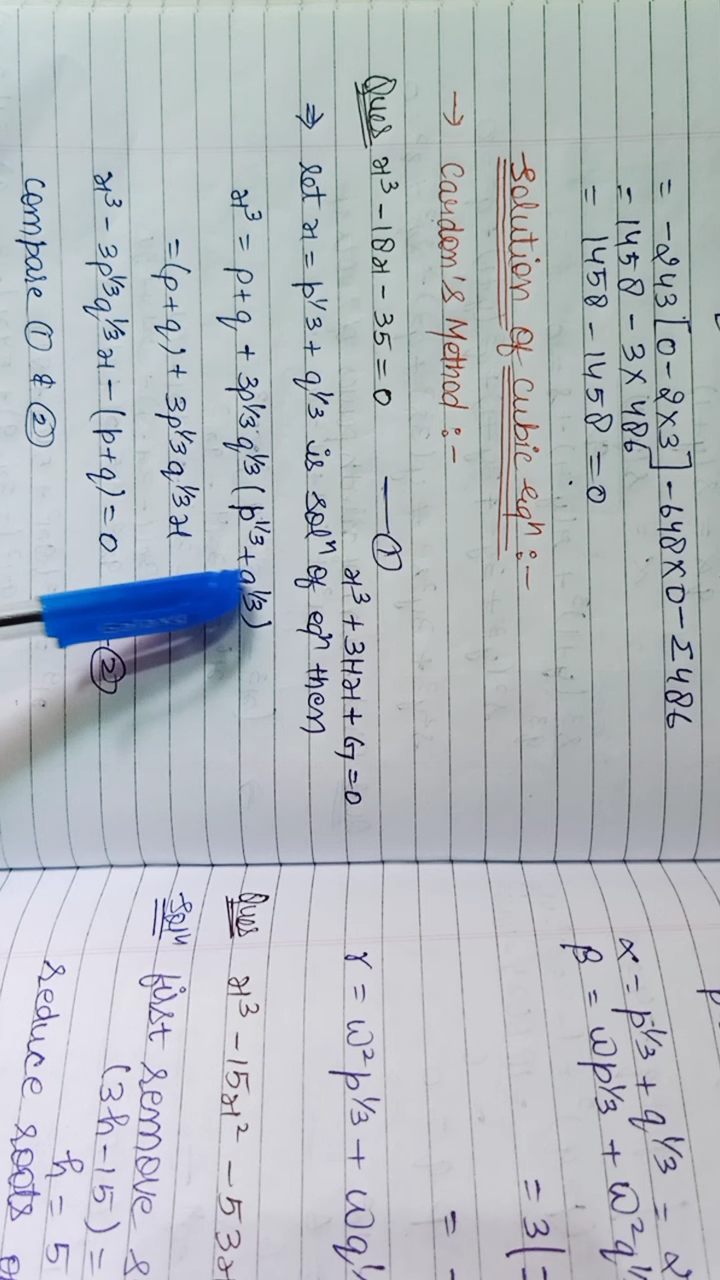 = -243[0-2×3] - 648×0 - Σ486
= 1458 - 3×486
= 1458 - 1458 = 0
Solution of cubic eqⁿ :-
→ Cardon's Method :-
Ques x³ - 18x - 35 = 0 — ①
x³ + 3Hx + G = 0
⇒ let x = p^1/3 + q^1/3 is solⁿ of eqⁿ then
x³ = p+q + 3p^1/3 q^1/3 (p^1/3 + q^1/3)
= (p+q) + 3p^1/3 q^1/3 x
x³ - 3p^1/3 q^1/3 x - (p+q) = 0 - ②
compare ① & ②
α = p^1/3 + q^1/3 =
β = ωp^1/3 + ω²q
= 3(
γ = ω²p^1/3 + ωq
= -
Ques x³ - 15x² - 53x
Solⁿ first remove
(3h - 15) =
h = 5
reduce roots